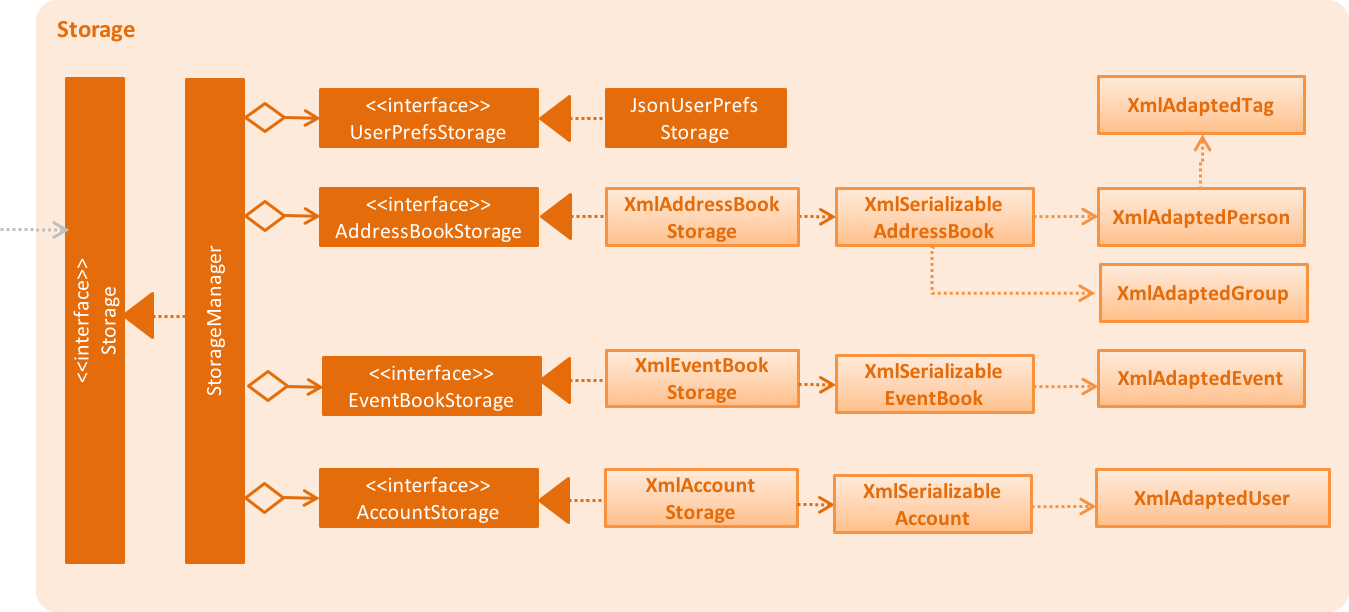 Storage
<<interface>>
Storage
StorageManager
<<interface>>
UserPrefsStorage
JsonUserPrefs
Storage
XmlAdaptedTag
<<interface>>
AddressBookStorage
XmlAddressBook
Storage
XmlSerializable
AddressBook
XmlAdaptedPerson
XmlAdaptedGroup
<<interface>>
EventBookStorage
XmlEventBook
Storage
XmlSerializable
EventBook
XmlAdaptedEvent
<<interface>>
AccountStorage
XmlAccount
Storage
XmlSerializable
Account
XmlAdaptedUser